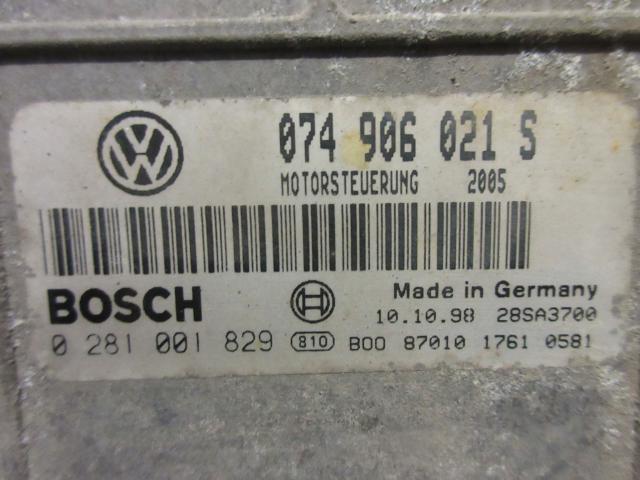 074 906 021 S
MOTORSTEUERUNG 2005
BOSCH
Made in Germany
10.10.98 28SA3700
0 281 001 829 810 B00 87010 1761 0581